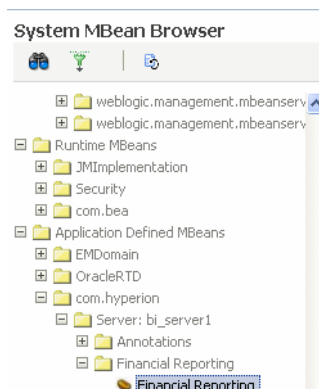 System MBean Browser
weblogic.management.mbeanserv
weblogic.management.mbeanserv
Runtime MBeans
JMImplementation
Security
com.bea
Application Defined MBeans
EMDomain
OracleRTD
com.hyperion
Server: bi_server1
Annotations
Financial Reporting
Financial Reporting